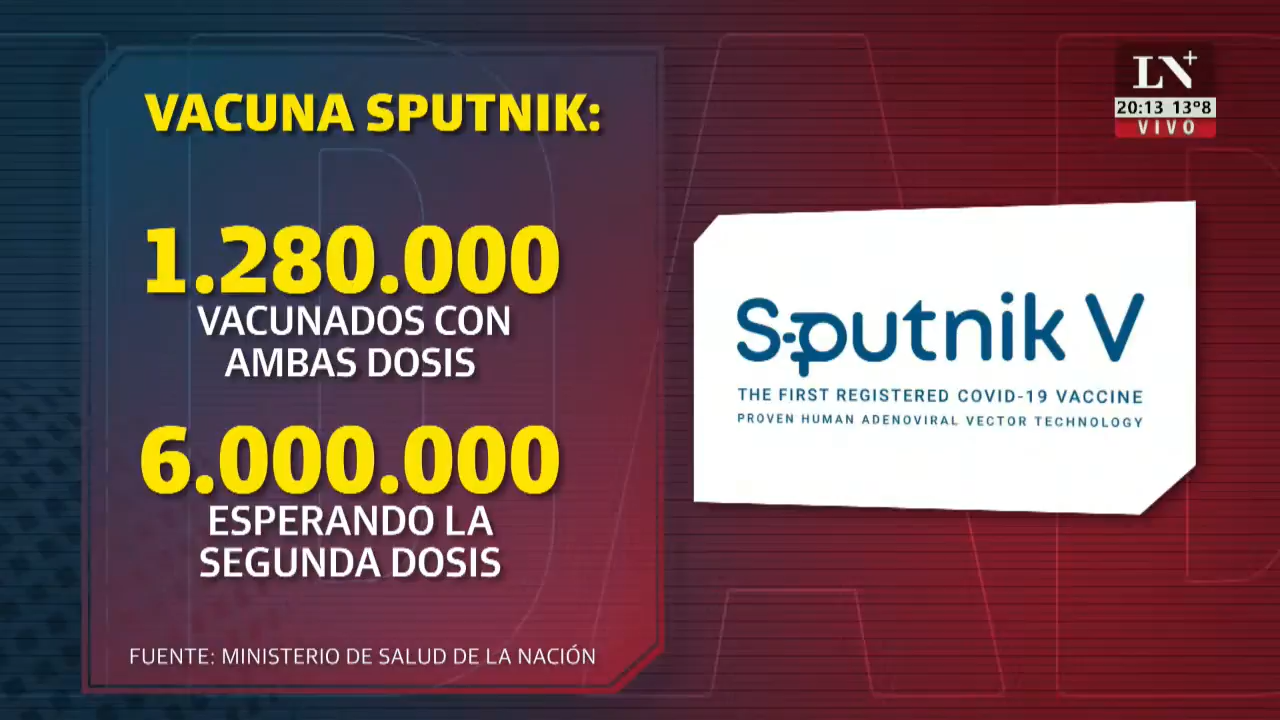 VACUNA SPUTNIK:
1.280.000
VACUNADOS CON
AMBAS DOSIS
6.000.000
ESPERANDO LA
SEGUNDA DOSIS
FUENTE: MINISTERIO DE SALUD DE LA NACIÓN
LN+
20:13 13º8
VIVO
Sputnik V
THE FIRST REGISTERED COVID-19 VACCINE
PROVEN HUMAN ADENOVIRAL VECTOR TECHNOLOGY